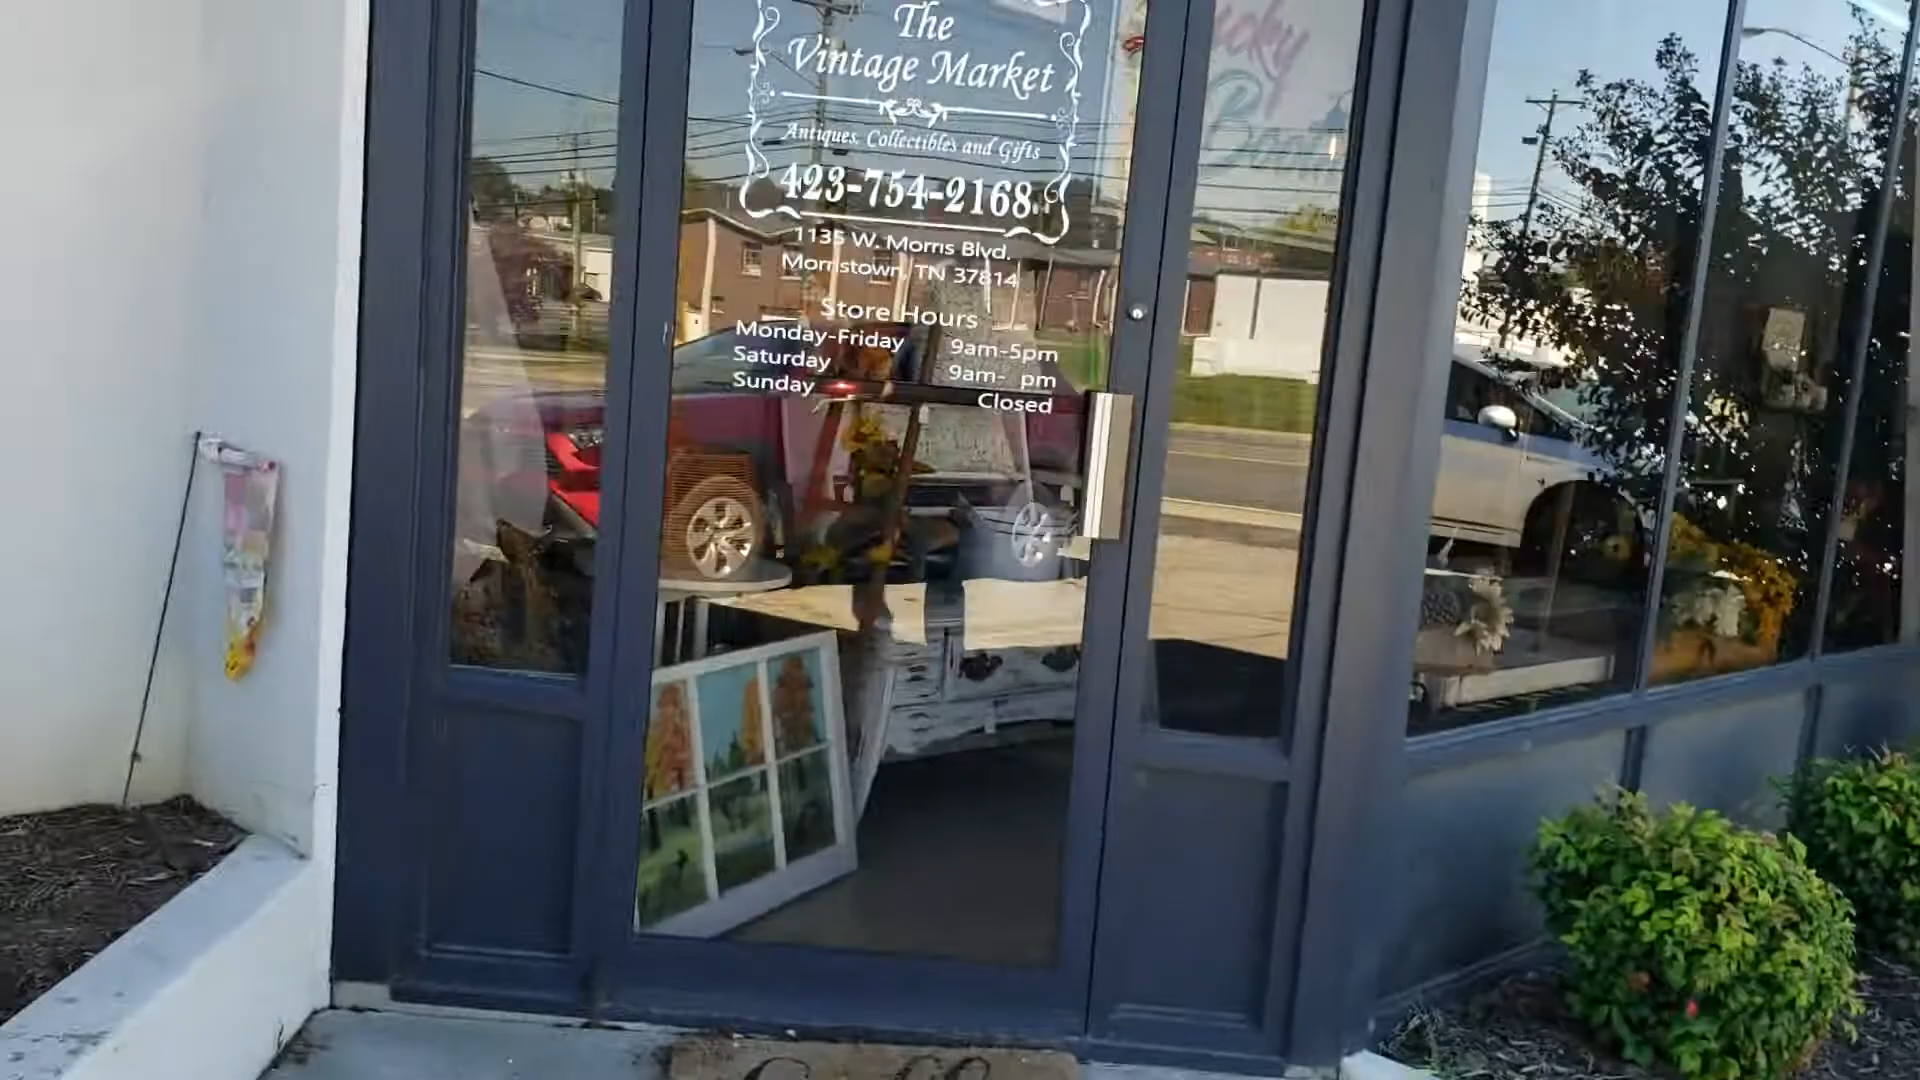 The
Vintage Market
Antiques, Collectibles and Gifts
423-754-2168
1135 W. Morris Blvd.
Morristown, TN 37814
Store Hours
Monday-Friday 9am-5pm
Saturday 9am- pm
Sunday Closed